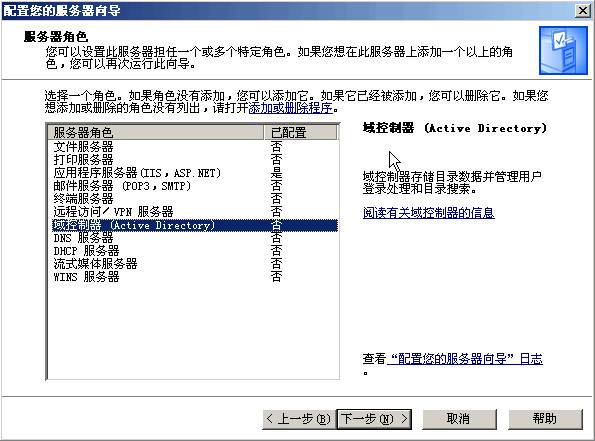 配置您的服务器向导
服务器角色
您可以设置此服务器担任一个或多个特定角色。如果您想在此服务器上添加一个以上的角
色，您可以再次运行此向导。
选择一个角色。如果角色没有添加，您可以添加它。如果它已经被添加，您可以删除它。如果您
想添加或删除的角色没有列出，请打开添加或删除程序。
服务器角色 已配置
文件服务器 否
打印服务器 否
应用程序服务器(IIS，ASP.NET) 是
邮件服务器 (POP3，SMTP) 否
终端服务器 否
远程访问/VPN 服务器 否
域控制器 (Active Directory) 否
DNS 服务器 否
DHCP 服务器 否
流式媒体服务器 否
WINS 服务器 否
域控制器 (Active Directory)
域控制器存储目录数据并管理用户
登录处理和目录搜索。
阅读有关域控制器的信息
查看“配置您的服务器向导”日志
。
< 上一步(B) 下一步(N) > 取消 帮助